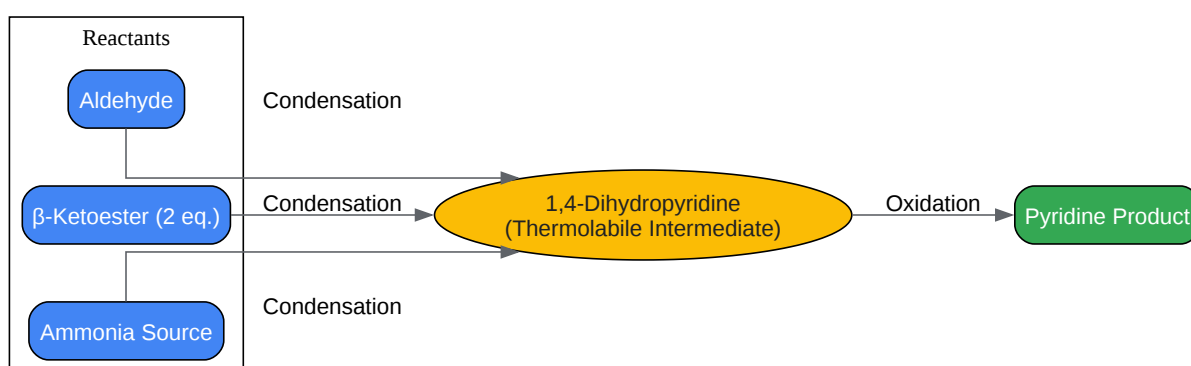 Reactants
Aldehyde
Condensation
β-Ketoester (2 eq.)
Condensation
1,4-Dihydropyridine
(Thermolabile Intermediate)
Oxidation
Pyridine Product
Ammonia Source
Condensation